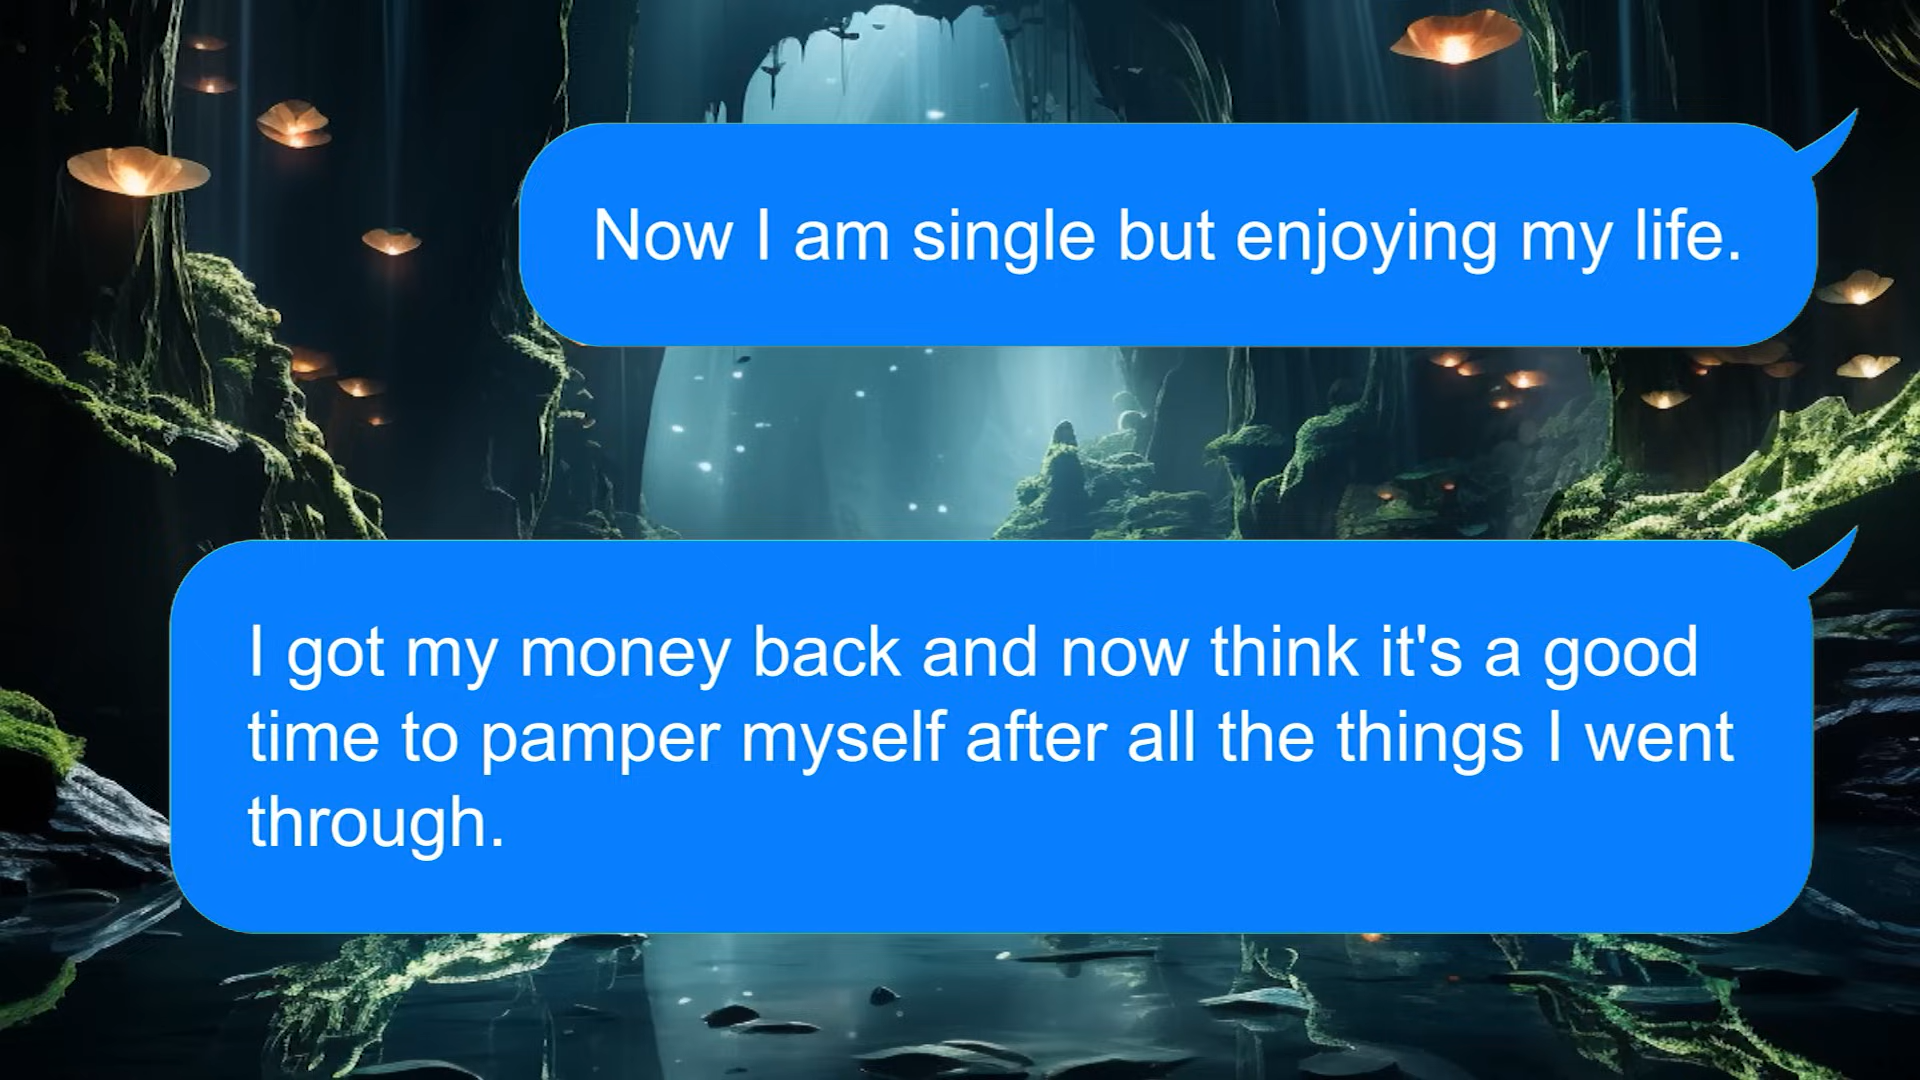 Now I am single but enjoying my life.
I got my money back and now think it's a good
time to pamper myself after all the things I went
through.